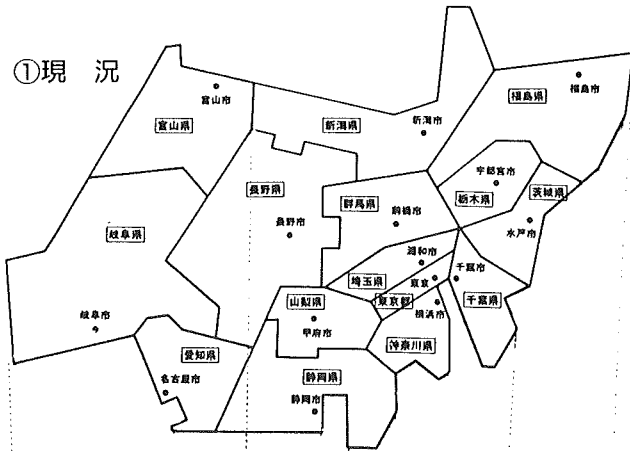 ①現 況
富山市
富山県
新潟県
新潟市
福島県
福島市
宇都宮市
栃木県
茨城県
水戸市
長野県
長野市
群馬県
前橋市
岐阜県
岐阜市
浦和市
埼玉県
東京
東京都
千葉市
千葉県
山梨県
甲府市
横浜市
神奈川県
愛知県
名古屋市
静岡県
静岡市